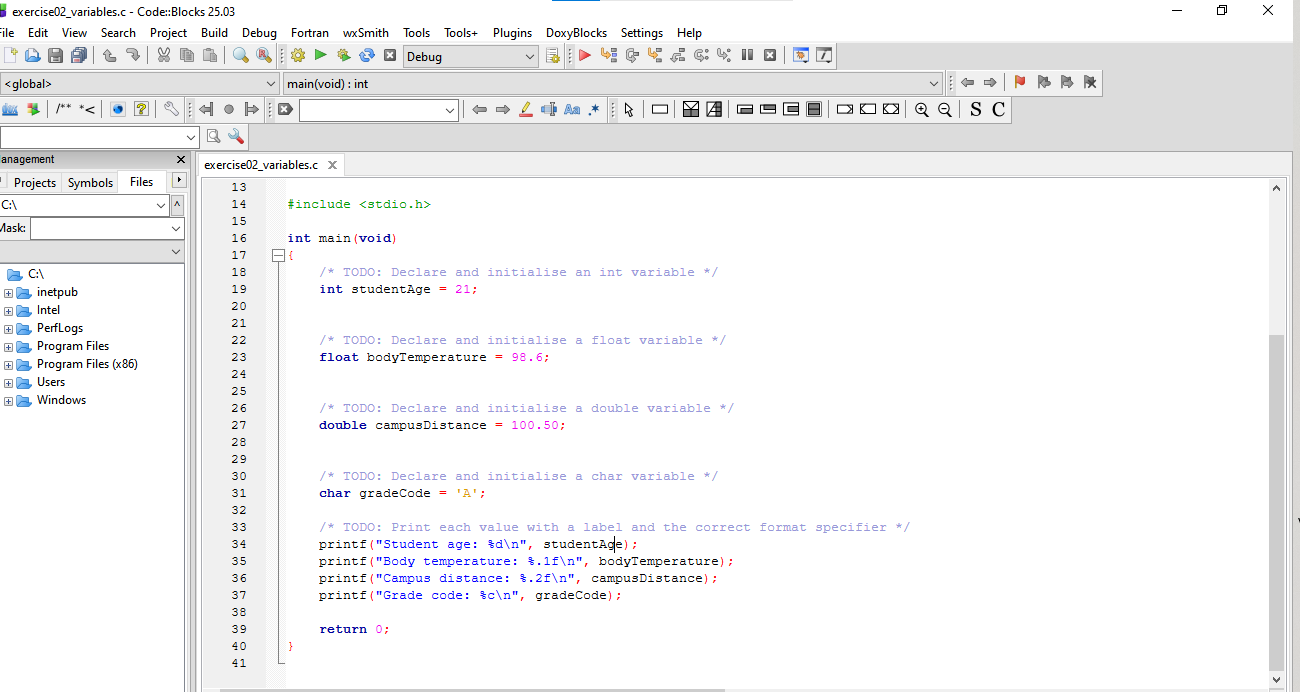 exercise02_variables.c - Code::Blocks 25.03
File Edit View Search Project Build Debug Fortran wxSmith Tools Tools+ Plugins DoxyBlocks Settings Help
Debug
<global> main(void) : int
/** *< Aa .* S C
anagement
Projects Symbols Files
C:\
Mask:
C:\
inetpub
Intel
PerfLogs
Program Files
Program Files (x86)
Users
Windows
exercise02_variables.c
13
14 #include <stdio.h>
15
16 int main(void)
17 {
18 /* TODO: Declare and initialise an int variable */
19 int studentAge = 21;
20
21
22 /* TODO: Declare and initialise a float variable */
23 float bodyTemperature = 98.6;
24
25
26 /* TODO: Declare and initialise a double variable */
27 double campusDistance = 100.50;
28
29
30 /* TODO: Declare and initialise a char variable */
31 char gradeCode = 'A';
32
33 /* TODO: Print each value with a label and the correct format specifier */
34 printf("Student age: %d\n", studentAge);
35 printf("Body temperature: %.1f\n", bodyTemperature);
36 printf("Campus distance: %.2f\n", campusDistance);
37 printf("Grade code: %c\n", gradeCode);
38
39 return 0;
40 }
41